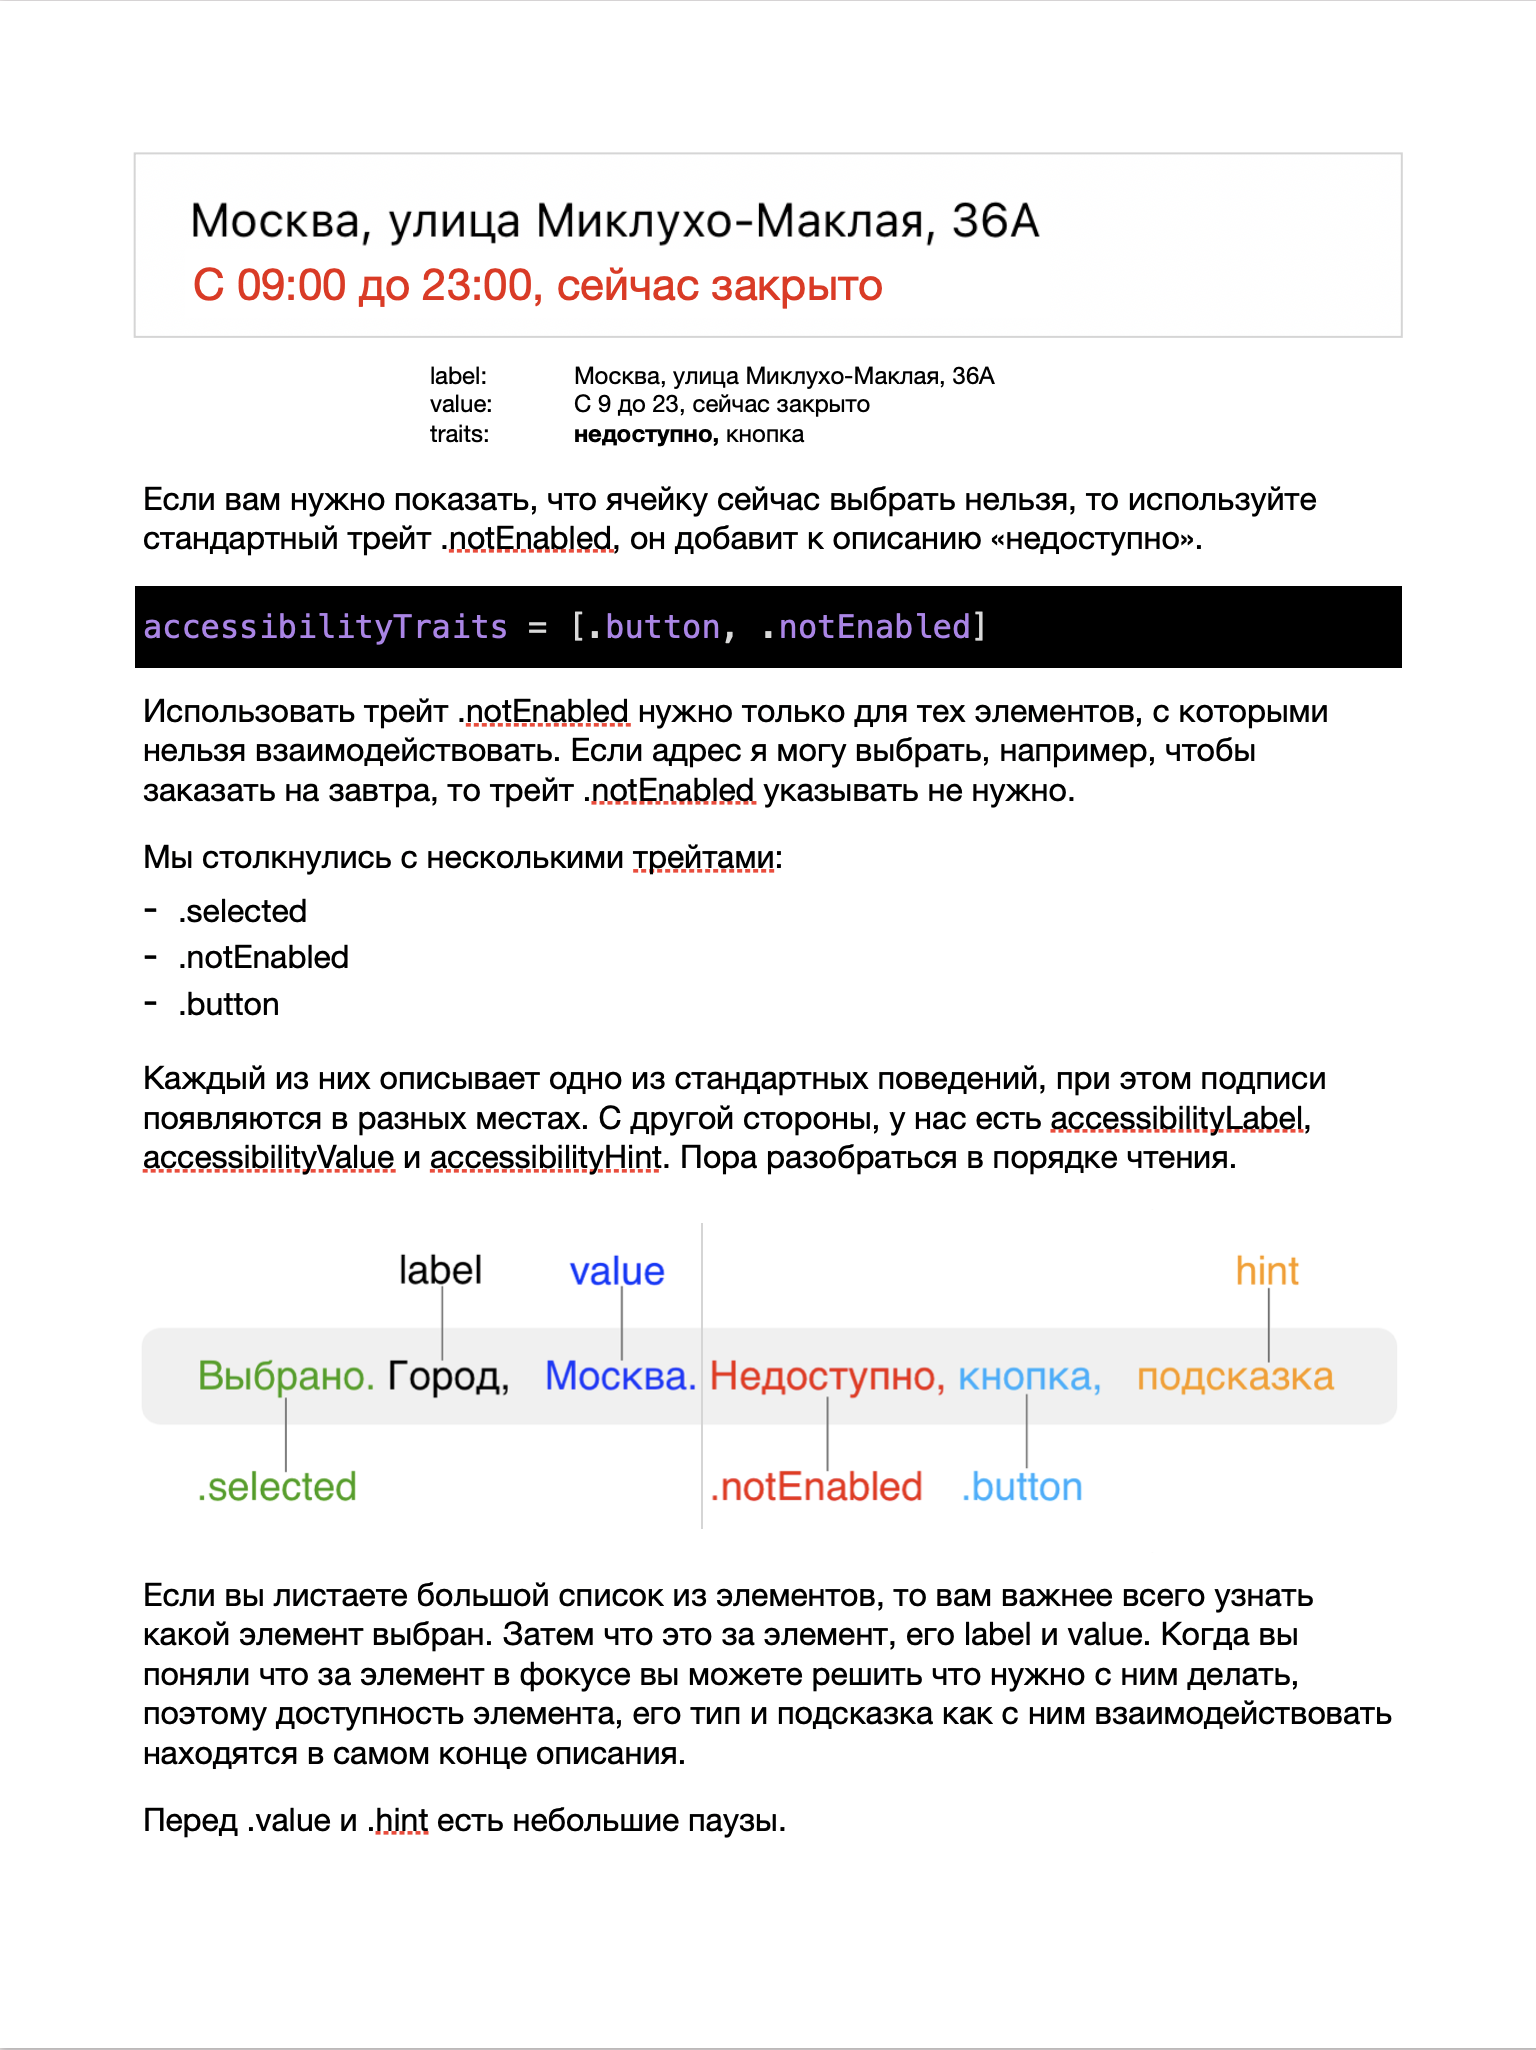 Москва, улица Миклухо-Маклая, 36А
С 09:00 до 23:00, сейчас закрыто
label: Москва, улица Миклухо-Маклая, 36А
value: С 9 до 23, сейчас закрыто
traits: недоступно, кнопка
Если вам нужно показать, что ячейку сейчас выбрать нельзя, то используйте
стандартный трейт .notEnabled, он добавит к описанию «недоступно».
accessibilityTraits = [.button, .notEnabled]
Использовать трейт .notEnabled нужно только для тех элементов, с которыми
нельзя взаимодействовать. Если адрес я могу выбрать, например, чтобы
заказать на завтра, то трейт .notEnabled указывать не нужно.
Мы столкнулись с несколькими трейтами:
- .selected
- .notEnabled
- .button
Каждый из них описывает одно из стандартных поведений, при этом подписи
появляются в разных местах. С другой стороны, у нас есть accessibilityLabel,
accessibilityValue и accessibilityHint. Пора разобраться в порядке чтения.
label value hint
Выбрано. Город, Москва. Недоступно, кнопка, подсказка
.selected .notEnabled .button
Если вы листаете большой список из элементов, то вам важнее всего узнать
какой элемент выбран. Затем что это за элемент, его label и value. Когда вы
поняли что за элемент в фокусе вы можете решить что нужно с ним делать,
поэтому доступность элемента, его тип и подсказка как с ним взаимодействовать
находятся в самом конце описания.
Перед .value и .hint есть небольшие паузы.